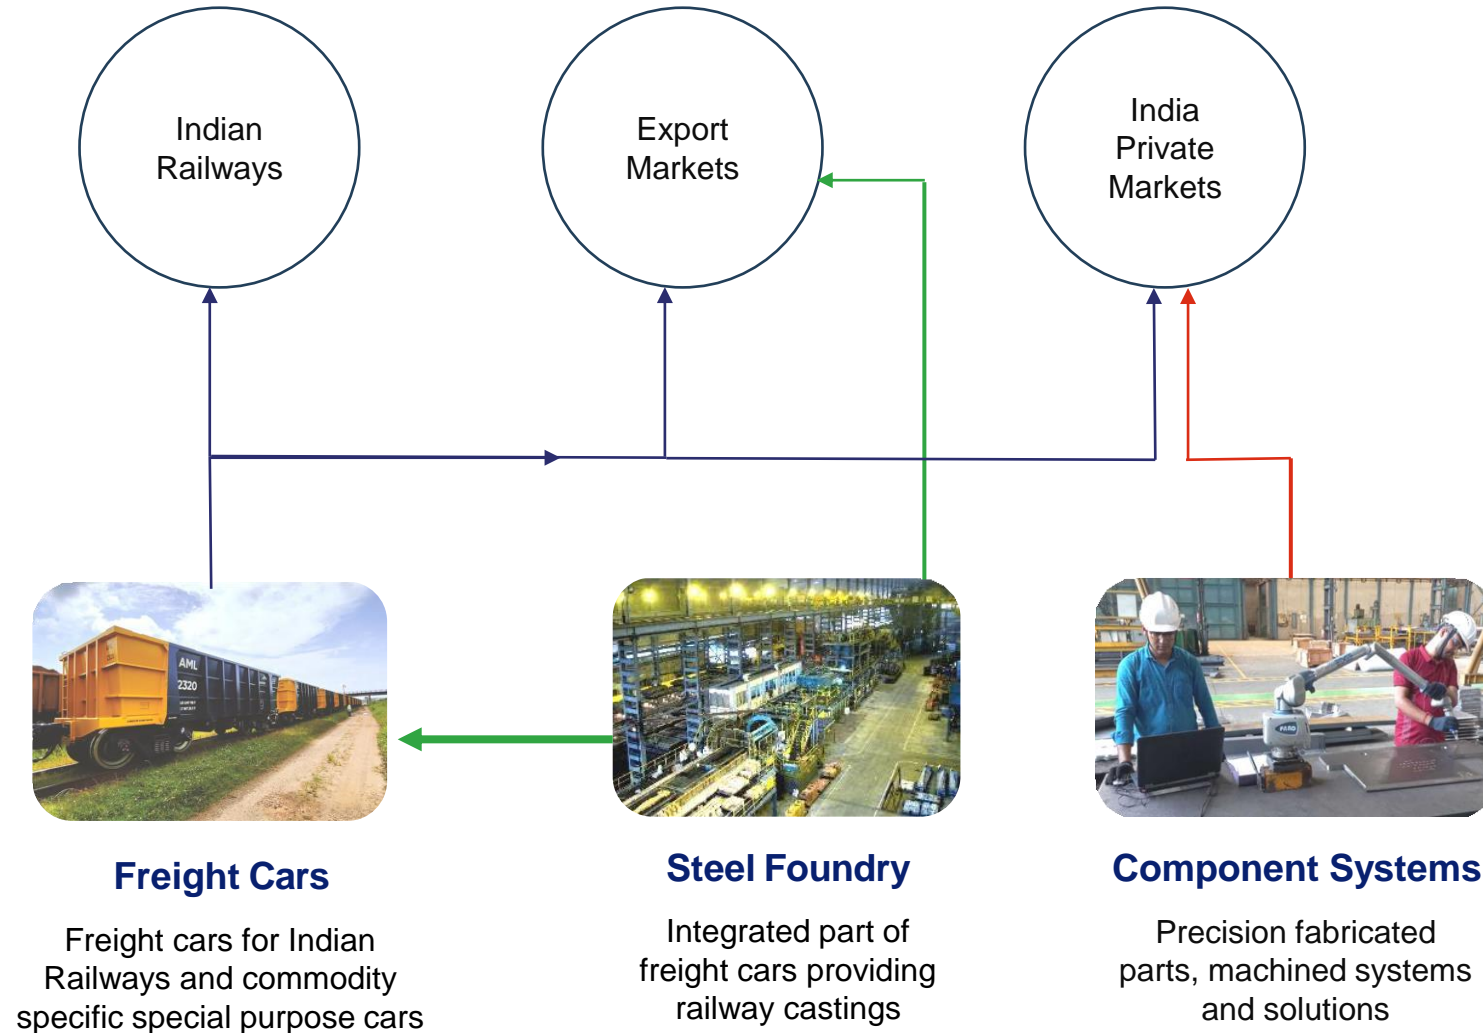 Indian
Railways
Export
Markets
India
Private
Markets
AML
2320
FARO
Freight Cars
Steel Foundry
Component Systems
Freight cars for Indian
Railways and commodity
specific special purpose cars
Integrated part of
freight cars providing
railway castings
Precision fabricated
parts, machined systems
and solutions